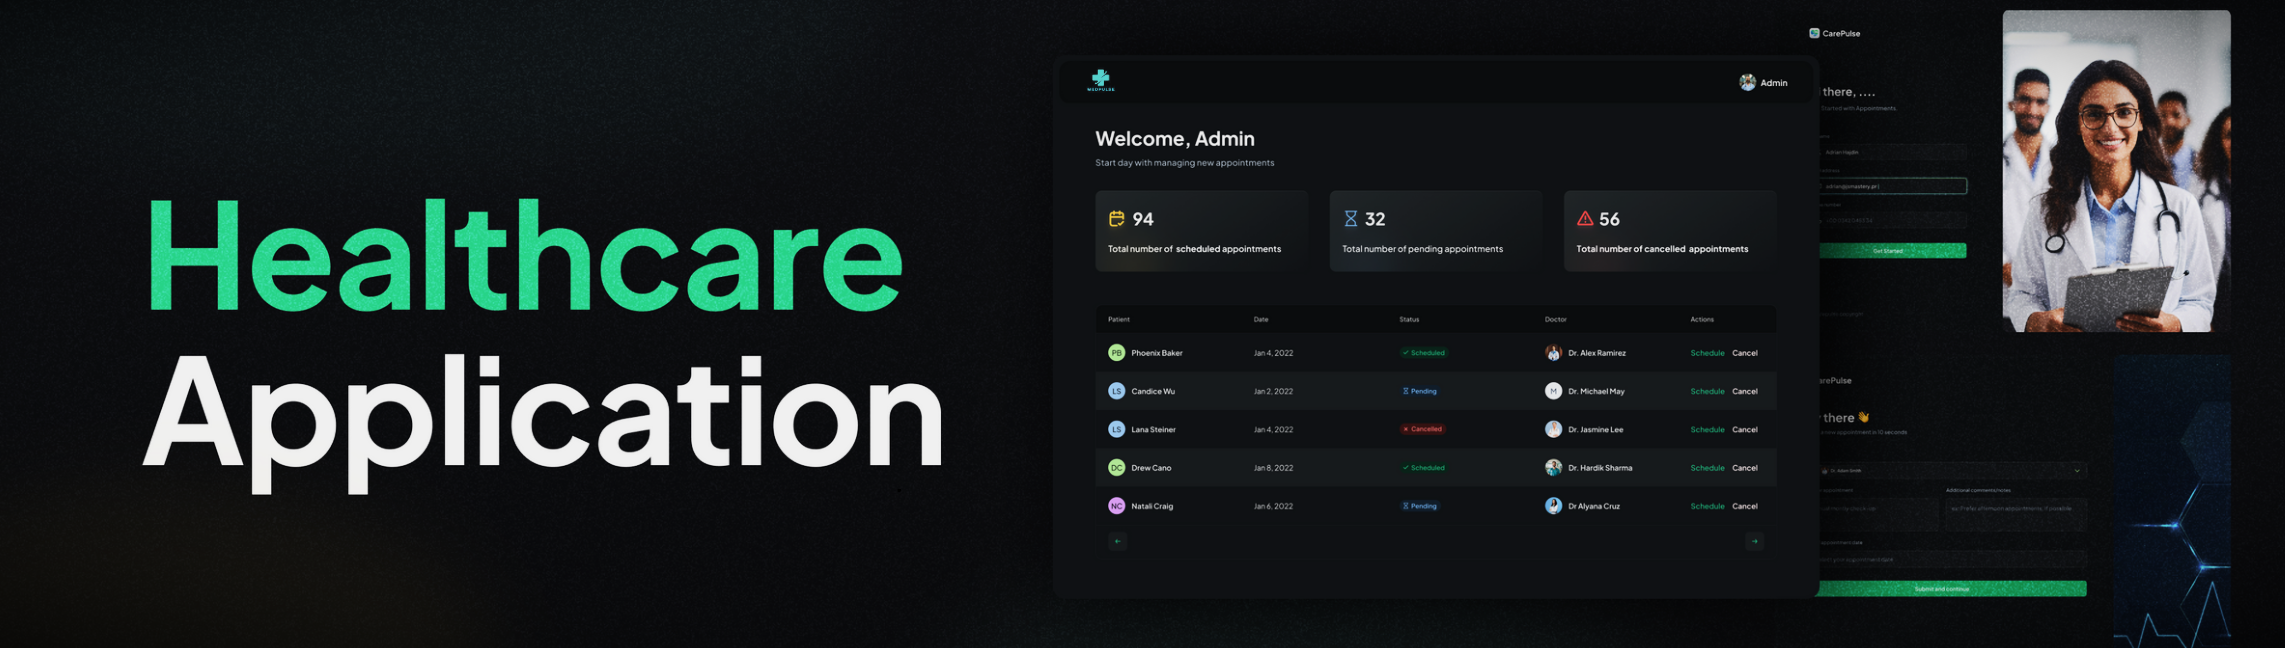 Healthcare
Application
MEDPULSE
Admin
Welcome, Admin
Start day with managing new appointments
94
Total number of scheduled appointments
32
Total number of pending appointments
56
Total number of cancelled appointments
Patient Date Status Doctor Actions
PB Phoenix Baker Jan 4, 2022 Scheduled Dr. Alex Ramirez Schedule Cancel
LS Candice Wu Jan 2, 2022 Pending M Dr. Michael May Schedule Cancel
LS Lana Steiner Jan 4, 2022 Cancelled Dr. Jasmine Lee Schedule Cancel
DC Drew Cano Jan 8, 2022 Scheduled Dr. Hardik Sharma Schedule Cancel
NC Natali Craig Jan 6, 2022 Pending Dr Alyana Cruz Schedule Cancel
CarePulse
there, ....
Started with Appointments.
Get Started
arePulse
there 👋
new appointment in 10 seconds
Additional comments/notes
Submit and continue